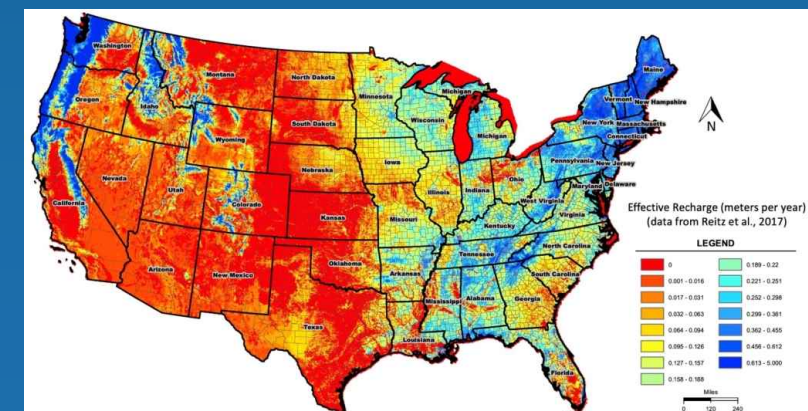 Washington
Montana
North Dakota
Minnesota
Michigan
Maine
Vermont
New Hampshire
Oregon
Idaho
Wyoming
South Dakota
Wisconsin
Michigan
New York
Massachusetts
Connecticut
N
Nevada
Utah
Colorado
Nebraska
Iowa
Illinois
Indiana
Ohio
Pennsylvania
New Jersey
Maryland
Delaware
California
Kansas
Missouri
Kentucky
West Virginia
Virginia
Arizona
New Mexico
Oklahoma
Arkansas
Tennessee
North Carolina
South Carolina
Texas
Louisiana
Mississippi
Alabama
Georgia
Florida
Effective Recharge (meters per year)
(data from Reitz et al., 2017)
LEGEND
0
0.001 - 0.016
0.017 - 0.031
0.032 - 0.063
0.064 - 0.094
0.095 - 0.126
0.127 - 0.157
0.158 - 0.188
0.189 - 0.22
0.221 - 0.251
0.252 - 0.298
0.299 - 0.361
0.362 - 0.455
0.456 - 0.612
0.613 - 5.000
Miles
0 120 240